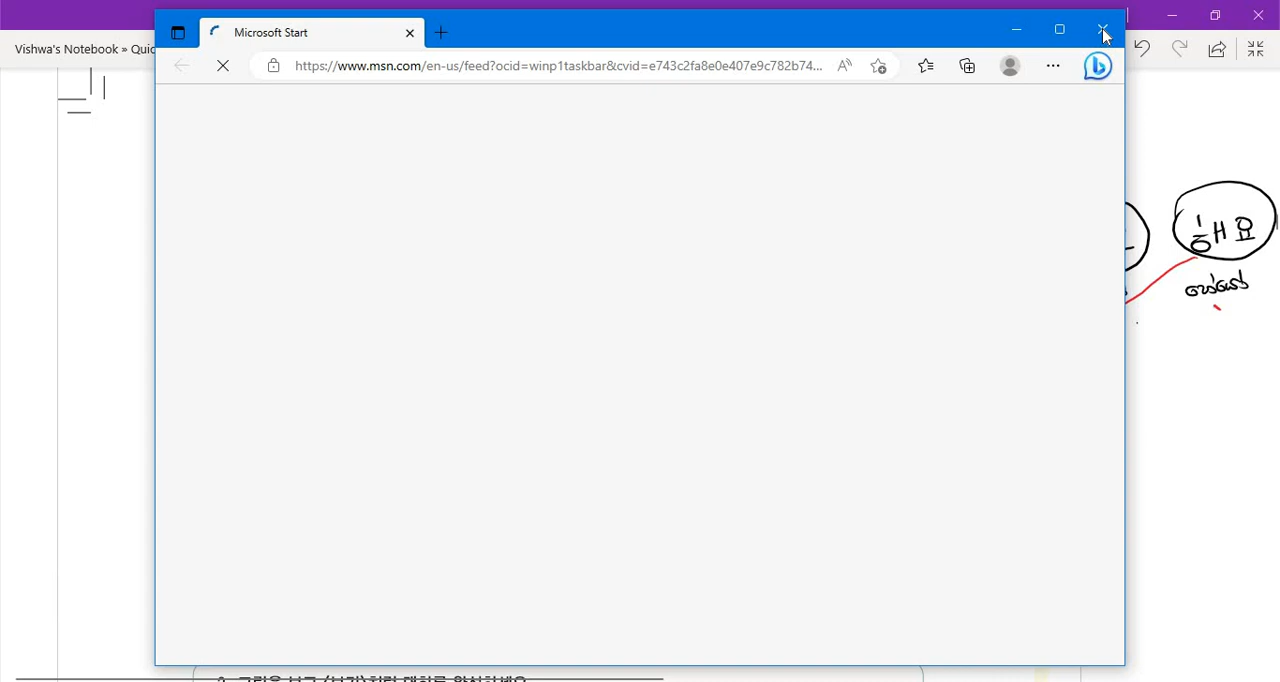 Microsoft Start
Vishwa's Notebook » Quic
https://www.msn.com/en-us/feed?ocid=winp1taskbar&cvid=e743c2fa8e0e407e9c782b74...
해요